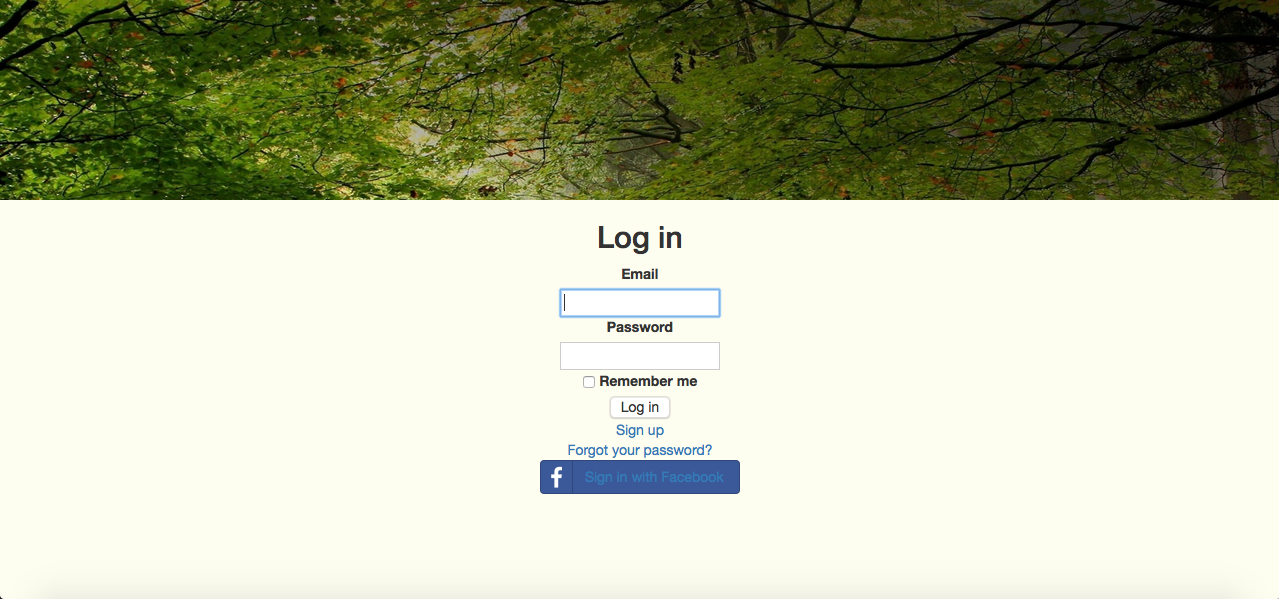 Log in
Email
Password
Remember me
Log in
Sign up
Forgot your password?
Sign in with Facebook